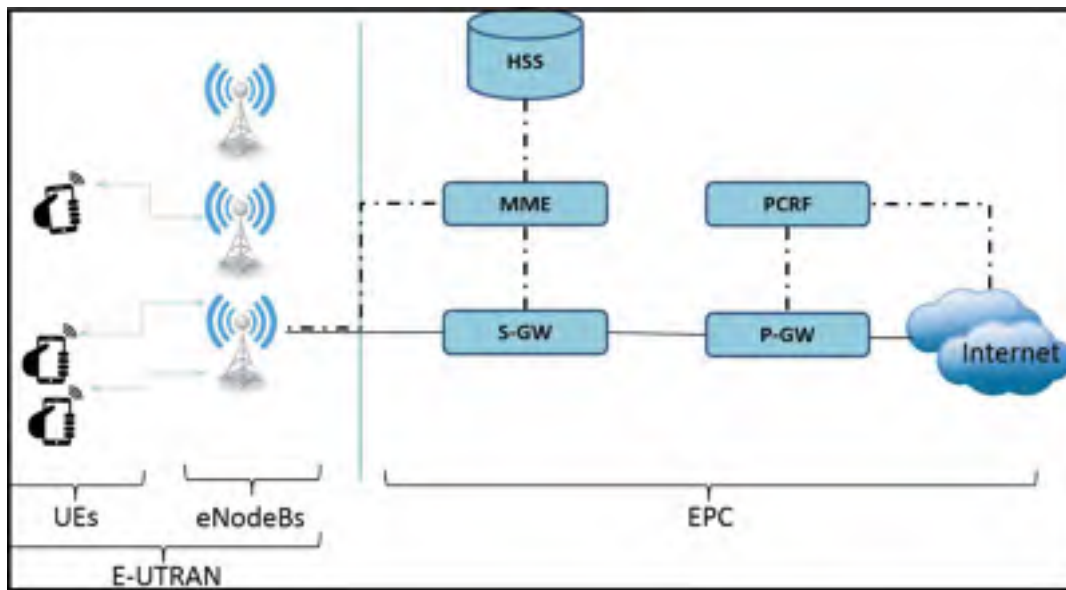 HSS
MME
PCRF
S-GW
P-GW
Internet
UEs
eNodeBs
EPC
E-UTRAN